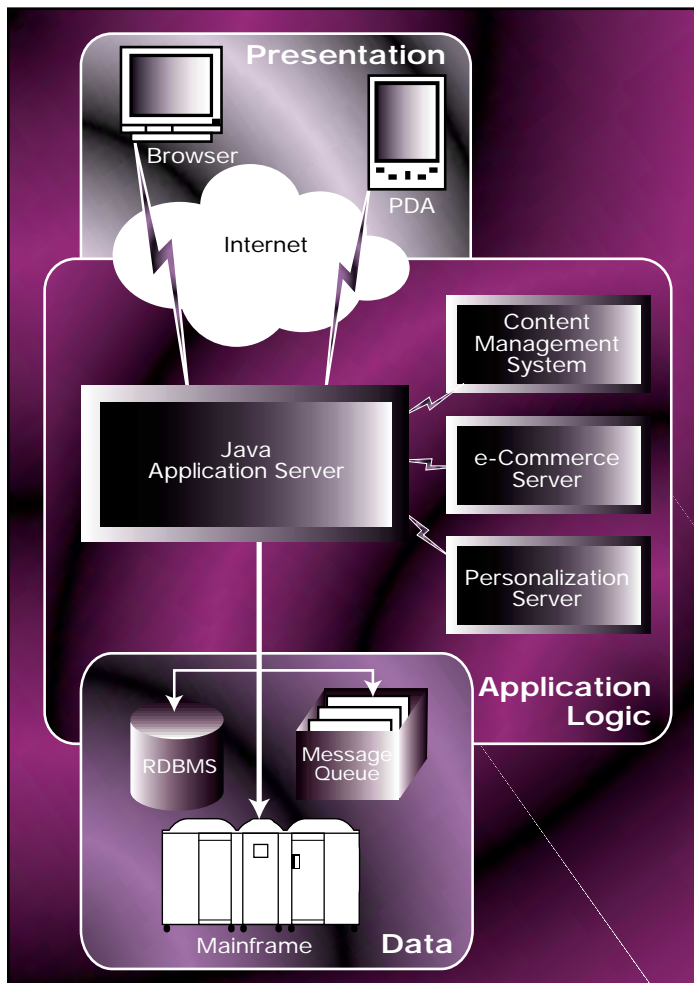 Presentation
Browser
PDA
Internet
Content
Management
System
Java
Application Server
e-Commerce
Server
Personalization
Server
Application
Logic
RDBMS
Message
Queue
Mainframe
Data